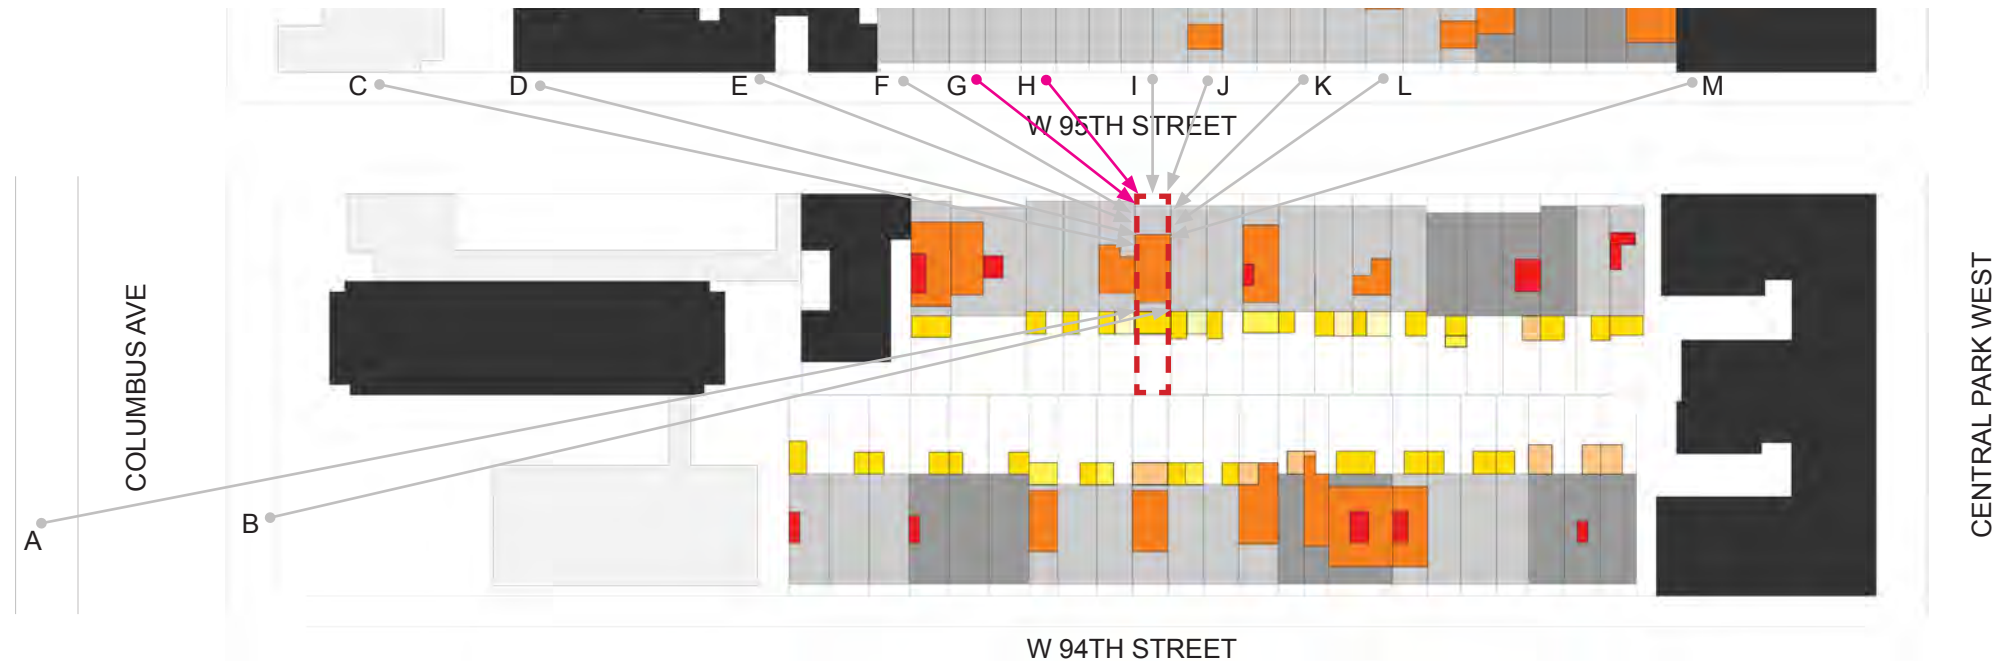 C D E F G H I J K L M
W 95TH STREET
COLUMBUS AVE
CENTRAL PARK WEST
A
B
W 94TH STREET